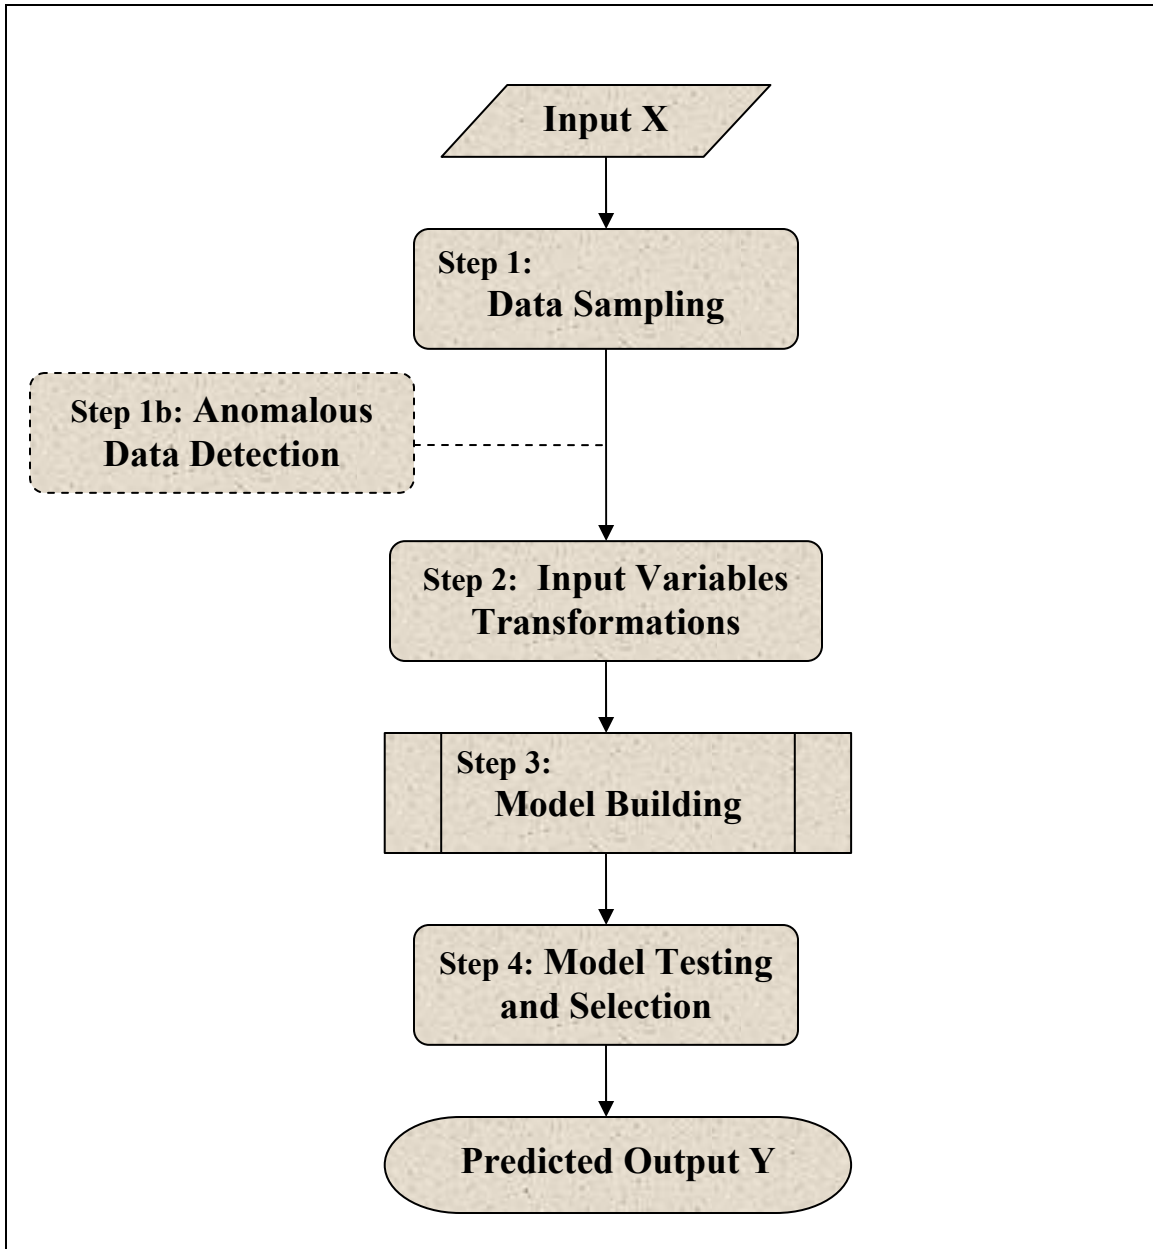 Input X
Step 1:
Data Sampling
Step 1b: Anomalous
Data Detection
Step 2: Input Variables
Transformations
Step 3:
Model Building
Step 4: Model Testing
and Selection
Predicted Output Y